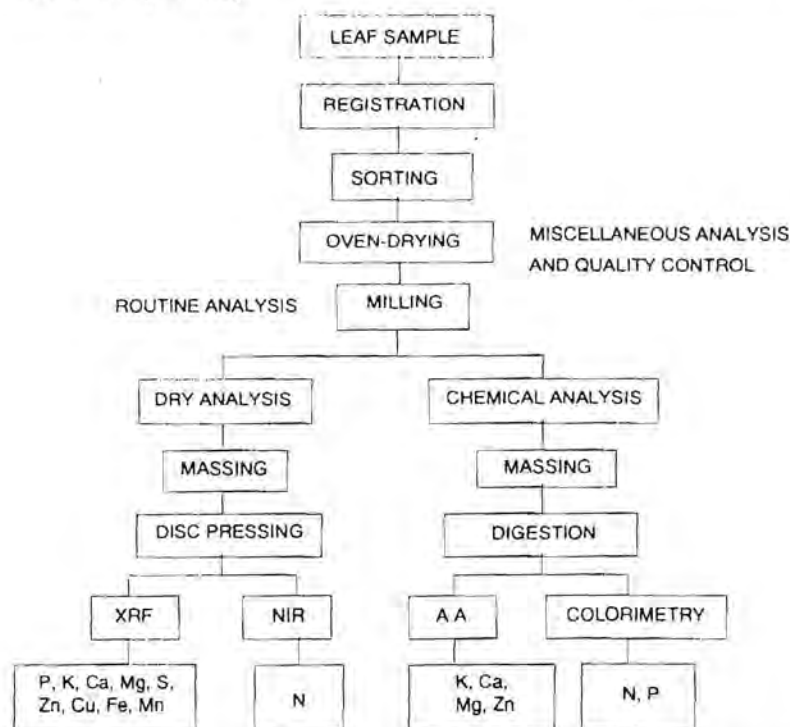 LEAF SAMPLE
REGISTRATION
SORTING
OVEN-DRYING
MISCELLANEOUS ANALYSIS
AND QUALITY CONTROL
ROUTINE ANALYSIS
MILLING
DRY ANALYSIS
CHEMICAL ANALYSIS
MASSING
MASSING
DISC PRESSING
DIGESTION
XRF
NIR
A A
COLORIMETRY
P, K, Ca, Mg, S,
Zn, Cu, Fe, Mn
N
K, Ca,
Mg, Zn
N, P